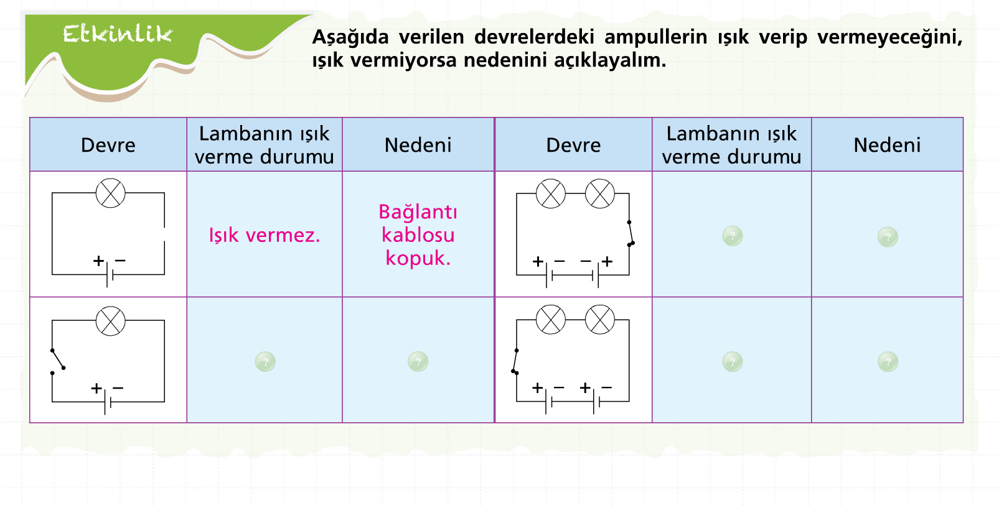 Etkinlik
Aşağıda verilen devrelerdeki ampullerin ışık verip vermeyeceğini,
ışık vermiyorsa nedenini açıklayalım.
Devre
Lambanın ışık
verme durumu
Nedeni
Devre
Lambanın ışık
verme durumu
Nedeni
+ −
Işık vermez.
Bağlantı
kablosu
kopuk.
+ − − +
?
?
+ −
?
?
+ − + −
?
?